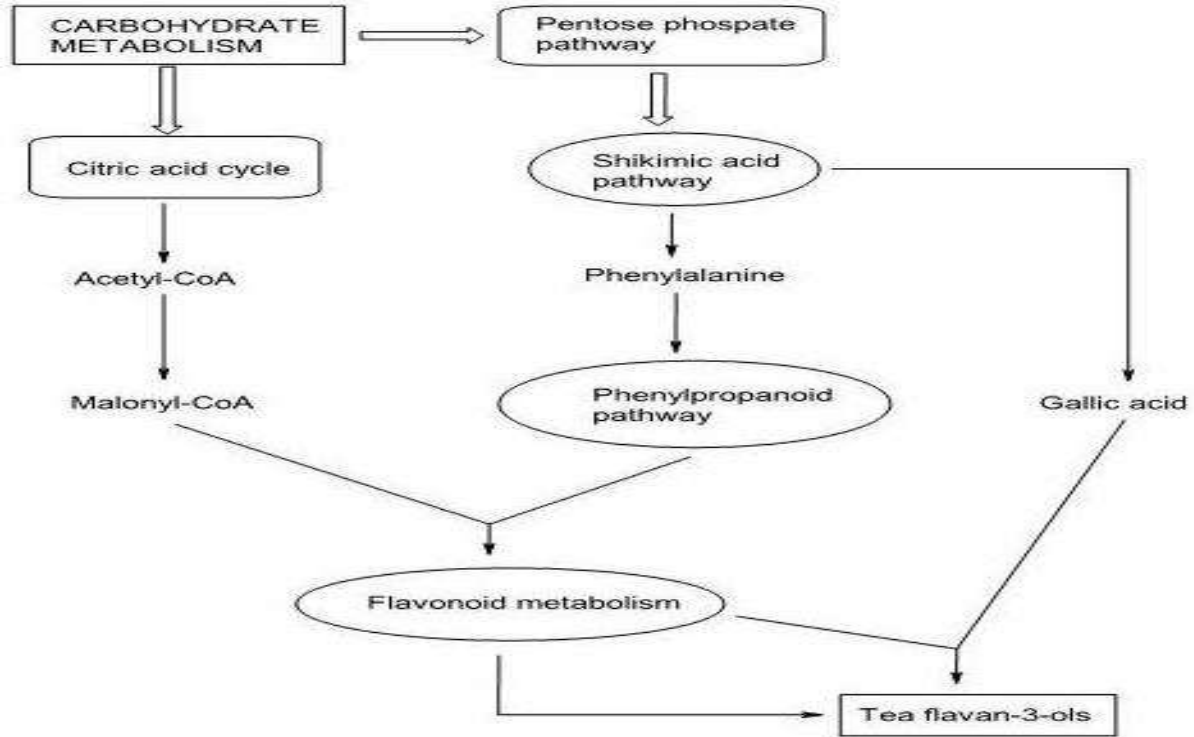 CARBOHYDRATE
METABOLISM
Pentose phospate
pathway
Citric acid cycle
Shikimic acid
pathway
Acetyl-CoA
Phenylalanine
Malonyl-CoA
Phenylpropanoid
pathway
Gallic acid
Flavonoid metabolism
Tea flavan-3-ols